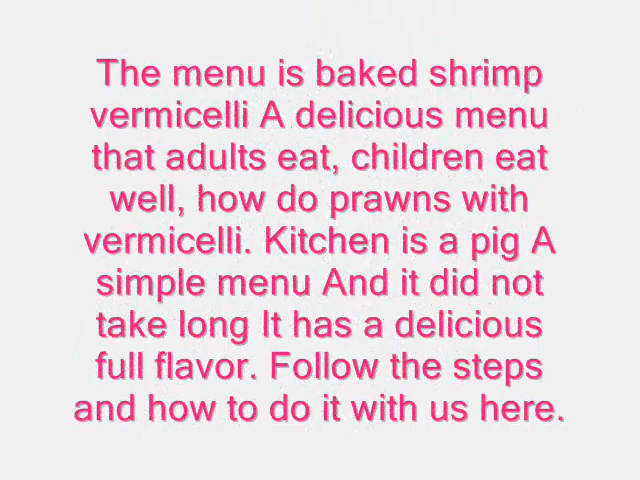 The menu is baked shrimp
vermicelli A delicious menu
that adults eat, children eat
well, how do prawns with
vermicelli. Kitchen is a pig A
simple menu And it did not
take long It has a delicious
full flavor. Follow the steps
and how to do it with us here.